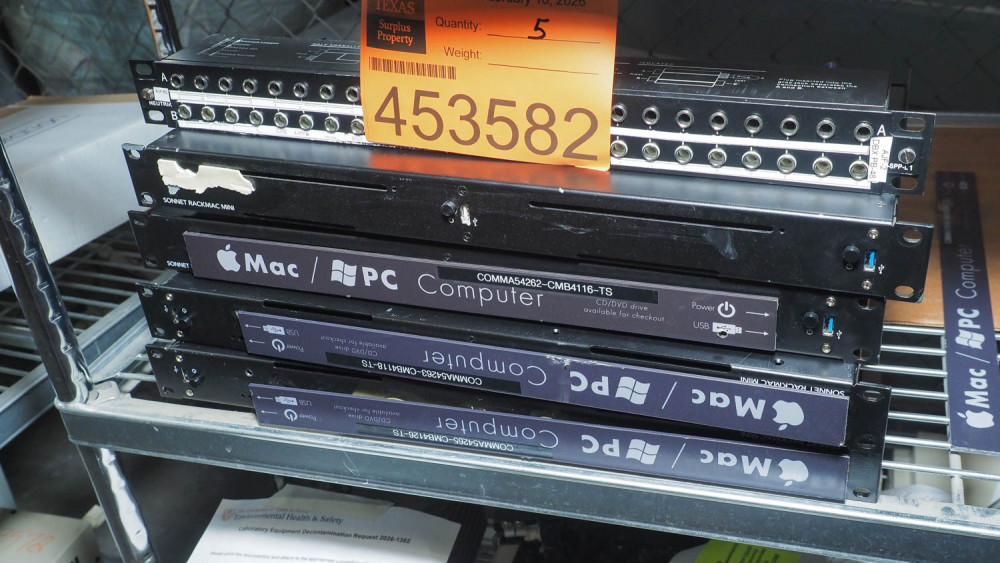 TEXAS
Surplus
Property
Quantity: 5
Weight:
453582
A
B
NEUTRIK
A
DBX PB-48
SONNET RACKMAC MINI
SONNET
Mac / PC Computer
COMMA54262-CMB4116-TS
CD/DVD drive
available for checkout
Power
USB
SONNET RACKMAC MINI
Mac / PC Computer
COMMA54263-CMB4118-TS
CD/DVD drive
available for checkout
Power
USB
Mac / PC Computer
COMMA54265-CMB4126-TS
CD/DVD drive
available for checkout
Power
USB
Mac / PC Computer
Environmental Health & Safety
Laboratory Equipment Decontamination Request 2026-1262